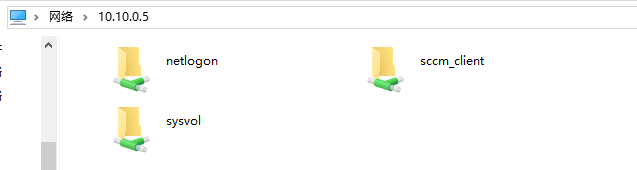 网络 10.10.0.5
netlogon
sccm_client
sysvol